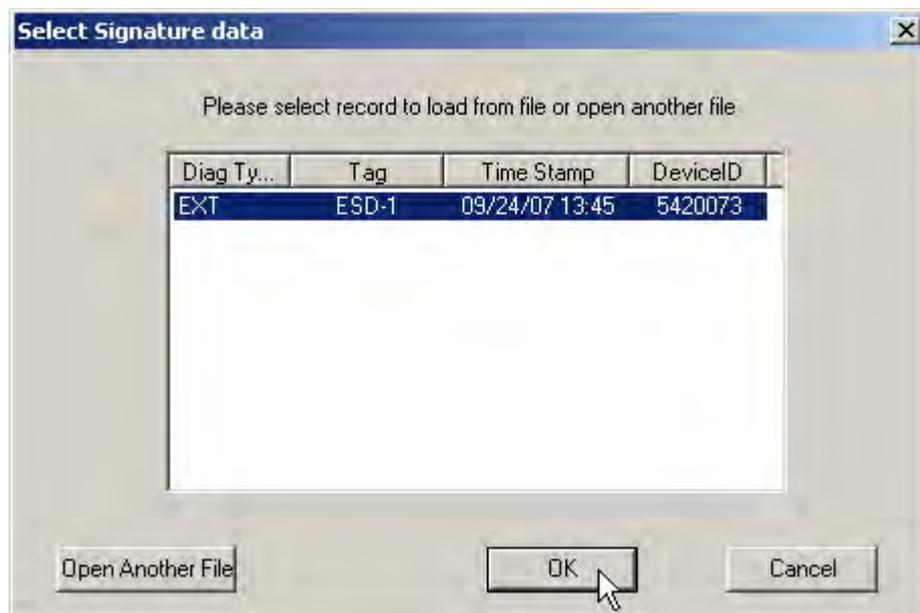 Select Signature data
Please select record to load from file or open another file
Diag Ty... Tag Time Stamp DeviceID
EXT ESD-1 09/24/07 13:45 5420073
Open Another File OK Cancel